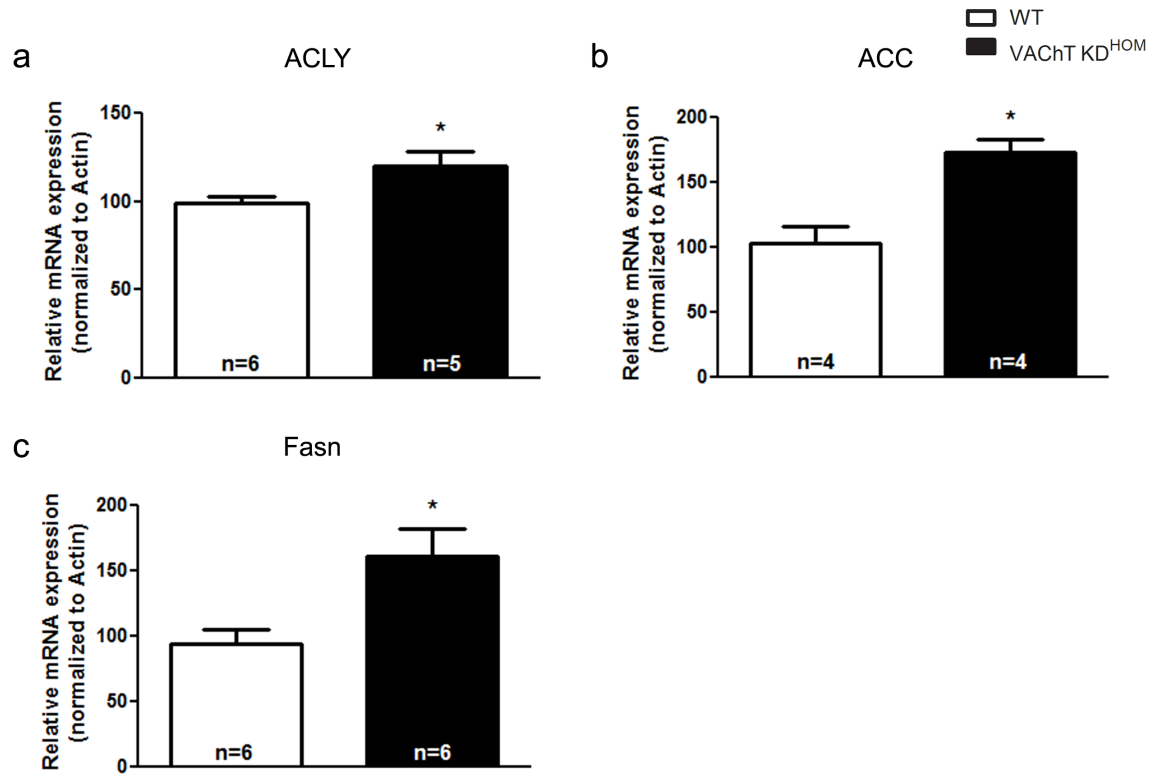 WT
VAChT KDHOM
a
ACLY
Relative mRNA expression
(normalized to Actin)
150
100
50
0
*
n=6
n=5
b
ACC
Relative mRNA expression
(normalized to Actin)
200
150
100
50
0
*
n=4
n=4
c
Fasn
Relative mRNA expression
(normalized to Actin)
200
150
100
50
0
*
n=6
n=6